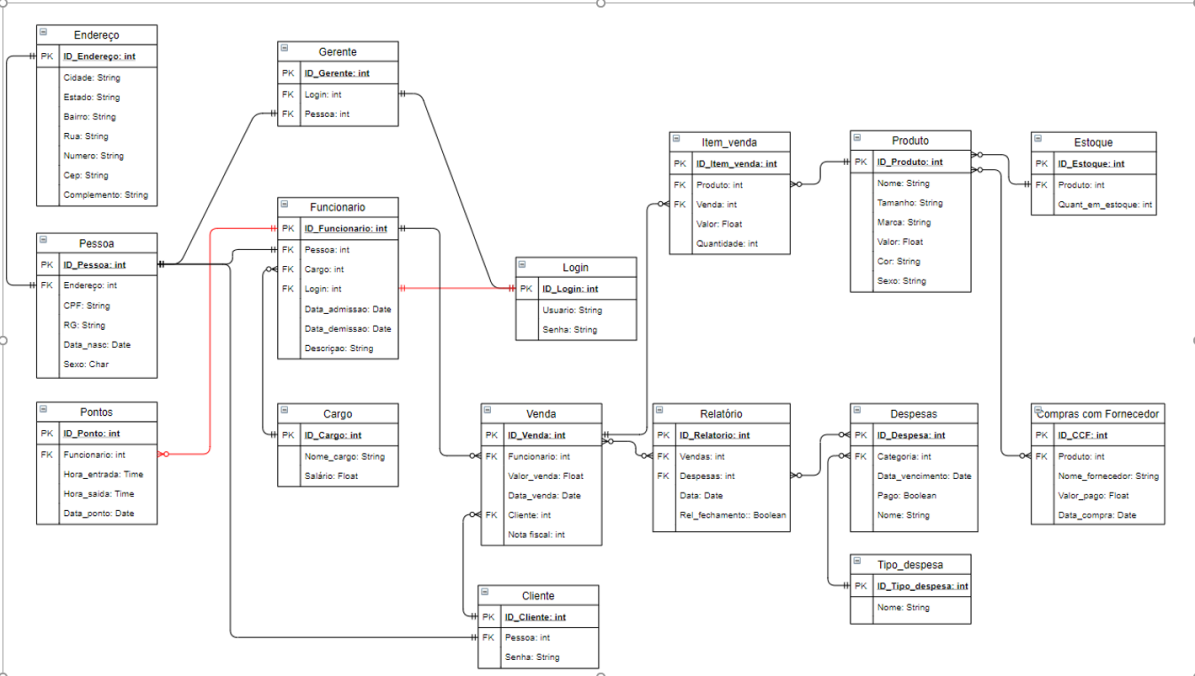 Endereço
PK ID_Endereço: int
Cidade: String
Estado: String
Bairro: String
Rua: String
Numero: String
Cep: String
Complemento: String
Pessoa
PK ID_Pessoa: int
FK Endereço: int
CPF: String
RG: String
Data_nasc: Date
Sexo: Char
Pontos
PK ID_Ponto: int
FK Funcionario: int
Hora_entrada: Time
Hora_saida: Time
Data_ponto: Date
Gerente
PK ID_Gerente: int
FK Login: int
FK Pessoa: int
Funcionario
PK ID_Funcionario: int
FK Pessoa: int
FK Cargo: int
FK Login: int
Data_admissao: Date
Data_demissao: Date
Descriçao: String
Cargo
PK ID_Cargo: int
Nome_cargo: String
Salário: Float
Login
PK ID_Login: int
Usuario: String
Senha: String
Venda
PK ID_Venda: int
FK Funcionario: int
Valor_venda: Float
Data_venda: Date
FK Cliente: int
Nota fiscal: int
Cliente
PK ID_Cliente: int
FK Pessoa: int
Senha: String
Item_venda
PK ID_Item_venda: int
FK Produto: int
FK Venda: int
Valor: Float
Quantidade: int
Relatório
PK ID_Relatorio: int
FK Vendas: int
FK Despesas: int
Data: Date
Rel_fechamento:: Boolean
Produto
PK ID_Produto: int
Nome: String
Tamanho: String
Marca: String
Valor: Float
Cor: String
Sexo: String
Despesas
PK ID_Despesa: int
FK Categoria: int
Data_vencimento: Date
Pago: Boolean
Nome: String
Tipo_despesa
PK ID_Tipo_despesa: int
Nome: String
Estoque
PK ID_Estoque: int
FK Produto: int
Quant_em_estoque: int
Compras com Fornecedor
PK ID_CCF: int
FK Produto: int
Nome_fornecedor: String
Valor_pago: Float
Data_compra: Date